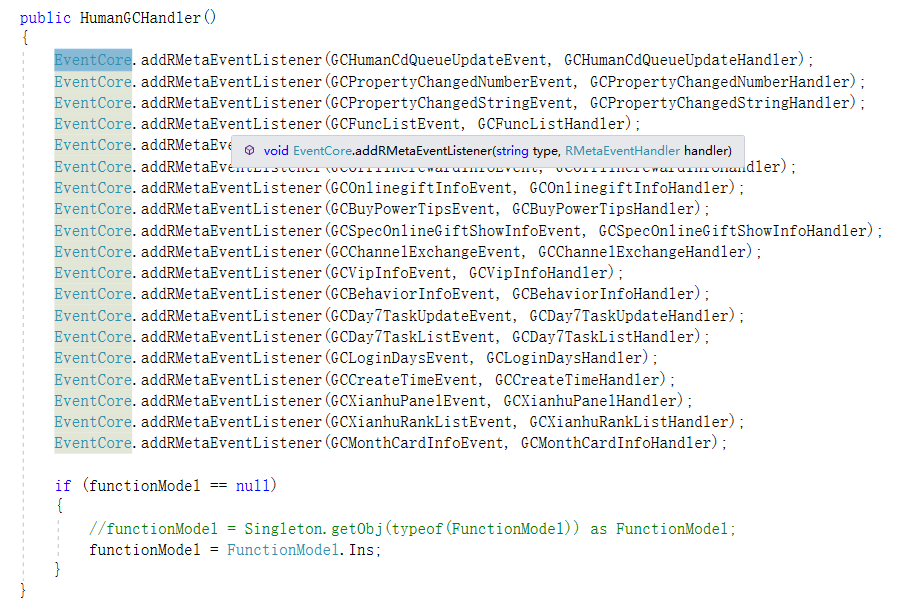 public HumanGCHandler()
{
EventCore.addRMetaEventListener(GCHumanCdQueueUpdateEvent, GCHumanCdQueueUpdateHandler);
EventCore.addRMetaEventListener(GCPropertyChangedNumberEvent, GCPropertyChangedNumberHandler);
EventCore.addRMetaEventListener(GCPropertyChangedStringEvent, GCPropertyChangedStringHandler);
EventCore.addRMetaEventListener(GCFuncListEvent, GCFuncListHandler);
EventCore.addRMetaEve
void EventCore.addRMetaEventListener(string type, RMetaEventHandler handler)
EventCore.addRMetaEventListener(
EventCore.addRMetaEventListener(GCOnlinegiftInfoEvent, GCOnlinegiftInfoHandler);
EventCore.addRMetaEventListener(GCBuyPowerTipsEvent, GCBuyPowerTipsHandler);
EventCore.addRMetaEventListener(GCSpecOnlineGiftShowInfoEvent, GCSpecOnlineGiftShowInfoHandler);
EventCore.addRMetaEventListener(GCChannelExchangeEvent, GCChannelExchangeHandler);
EventCore.addRMetaEventListener(GCVipInfoEvent, GCVipInfoHandler);
EventCore.addRMetaEventListener(GCBehaviorInfoEvent, GCBehaviorInfoHandler);
EventCore.addRMetaEventListener(GCDay7TaskUpdateEvent, GCDay7TaskUpdateHandler);
EventCore.addRMetaEventListener(GCDay7TaskListEvent, GCDay7TaskListHandler);
EventCore.addRMetaEventListener(GCLoginDaysEvent, GCLoginDaysHandler);
EventCore.addRMetaEventListener(GCCreateTimeEvent, GCCreateTimeHandler);
EventCore.addRMetaEventListener(GCXianhuPanelEvent, GCXianhuPanelHandler);
EventCore.addRMetaEventListener(GCXianhuRankListEvent, GCXianhuRankListHandler);
EventCore.addRMetaEventListener(GCMonthCardInfoEvent, GCMonthCardInfoHandler);
if (functionModel == null)
{
//functionModel = Singleton.getObj(typeof(FunctionModel)) as FunctionModel;
functionModel = FunctionModel.Ins;
}
}